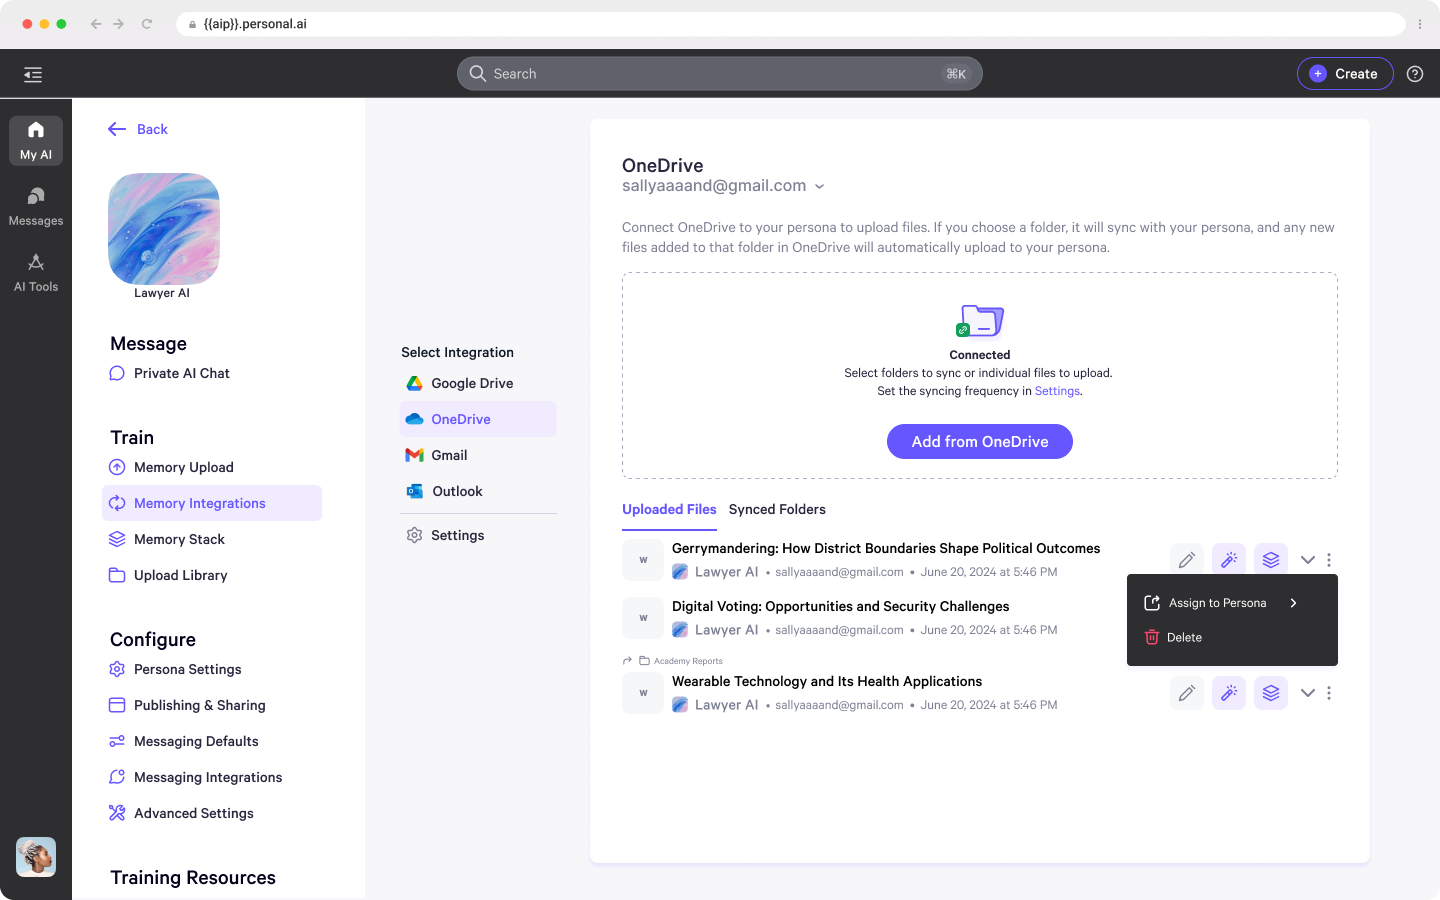 {{aip}}.personal.ai
Search
⌘K
+ Create
My AI
Messages
AI Tools
Back
Lawyer AI
Message
Private AI Chat
Train
Memory Upload
Memory Integrations
Memory Stack
Upload Library
Configure
Persona Settings
Publishing & Sharing
Messaging Defaults
Messaging Integrations
Advanced Settings
Training Resources
Select Integration
Google Drive
OneDrive
Gmail
Outlook
Settings
OneDrive
sallyaaaand@gmail.com
Connect OneDrive to your persona to upload files. If you choose a folder, it will sync with your persona, and any new
files added to that folder in OneDrive will automatically upload to your persona.
Connected
Select folders to sync or individual files to upload.
Set the syncing frequency in Settings.
Add from OneDrive
Uploaded Files Synced Folders
W
Gerrymandering: How District Boundaries Shape Political Outcomes
Lawyer AI • sallyaaaand@gmail.com • June 20, 2024 at 5:46 PM
Assign to Persona
Delete
W
Digital Voting: Opportunities and Security Challenges
Lawyer AI • sallyaaaand@gmail.com • June 20, 2024 at 5:46 PM
Academy Reports
W
Wearable Technology and Its Health Applications
Lawyer AI • sallyaaaand@gmail.com • June 20, 2024 at 5:46 PM